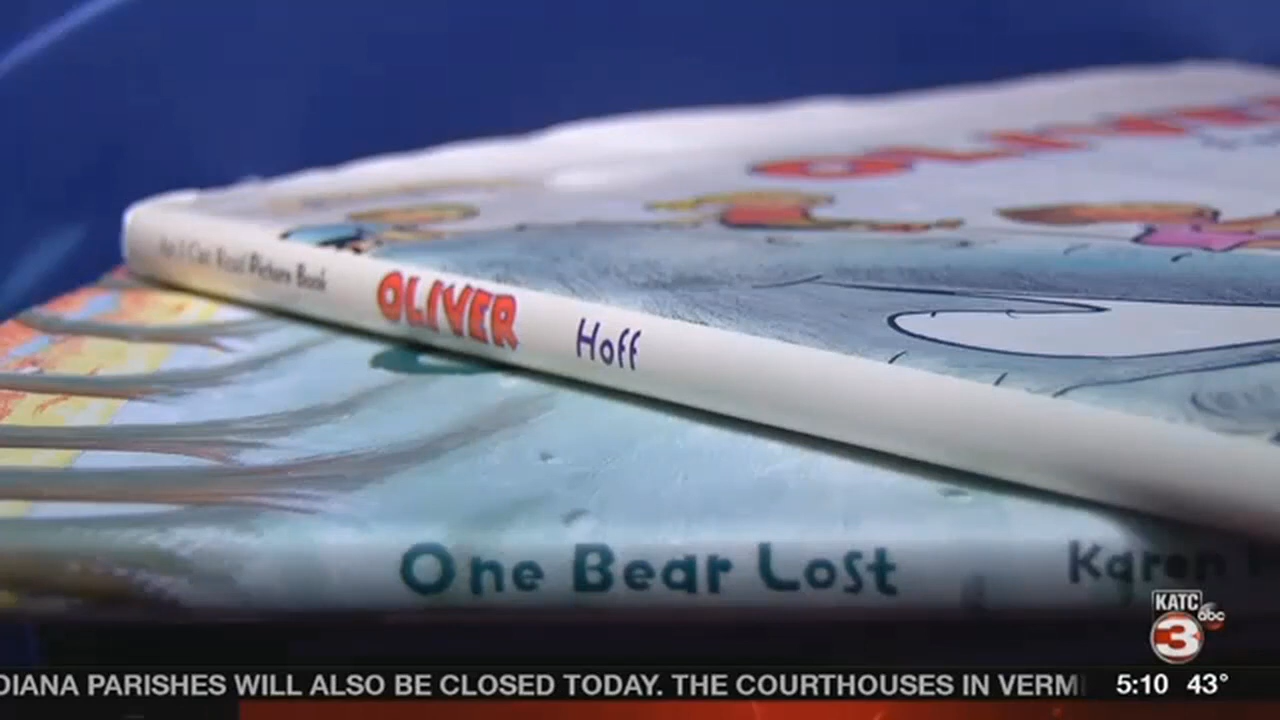 OLIVER
Can Read Picture Book
OLIVER Hoff
One Bear Lost
KATC
abc
3
DIANA PARISHES WILL ALSO BE CLOSED TODAY. THE COURTHOUSES IN VERM
5:10 43°